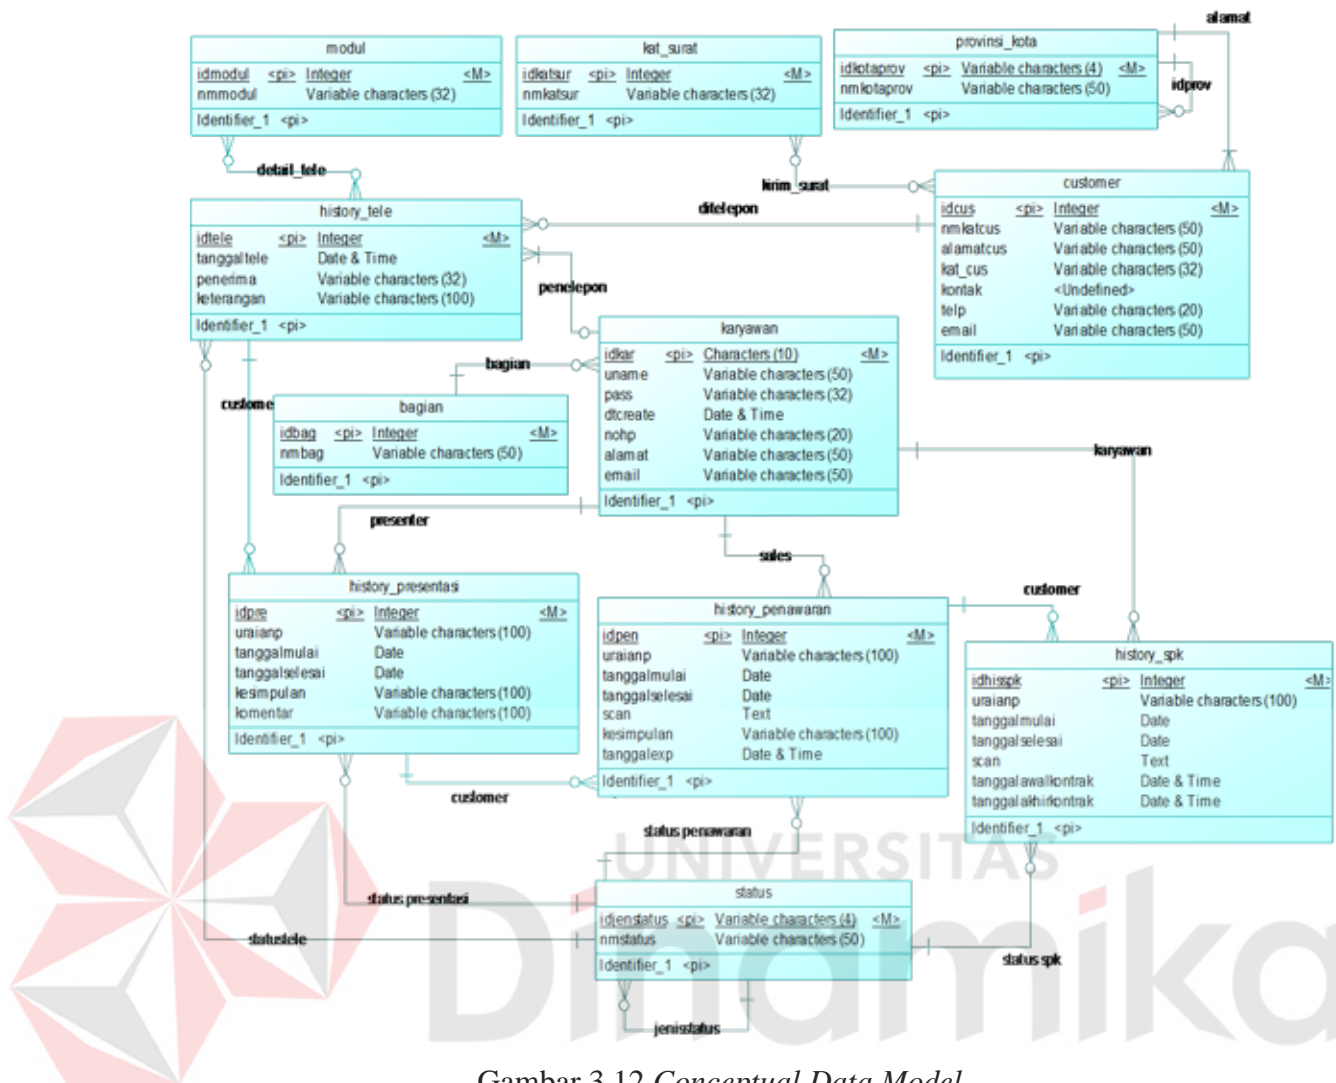 alamat
modul
idmodul <pi> Integer <M>
nmmodul Variable characters (32)
Identifier_1 <pi>
kat_surat
idkatsur <pi> Integer <M>
nmkatsur Variable characters (32)
Identifier_1 <pi>
provinsi_kota
idkotaprov <pi> Variable characters (4) <M>
nmkotaprov Variable characters (50)
Identifier_1 <pi>
idprov
detail_tele
kirim_surat
ditelepon
customer
idcus <pi> Integer <M>
nmkatcus Variable characters (50)
alamatcus Variable characters (50)
kat_cus Variable characters (32)
kontak <Undefined>
telp Variable characters (20)
email Variable characters (50)
Identifier_1 <pi>
history_tele
idtele <pi> Integer <M>
tanggaltele Date & Time
penerima Variable characters (32)
keterangan Variable characters (100)
Identifier_1 <pi>
penelepon
karyawan
idkar <pi> Characters (10) <M>
uname Variable characters (50)
pass Variable characters (32)
dtcreate Date & Time
nohp Variable characters (20)
alamat Variable characters (50)
email Variable characters (50)
Identifier_1 <pi>
bagian
custome
bagian
idbag <pi> Integer <M>
nmbag Variable characters (50)
Identifier_1 <pi>
karyawan
presenter
sales
customer
history_presentasi
idpre <pi> Integer <M>
uraianp Variable characters (100)
tanggalmulai Date
tanggalselesai Date
kesimpulan Variable characters (100)
komentar Variable characters (100)
Identifier_1 <pi>
history_penawaran
idpen <pi> Integer <M>
uraianp Variable characters (100)
tanggalmulai Date
tanggalselesai Date
scan Text
kesimpulan Variable characters (100)
tanggalexp Date & Time
Identifier_1 <pi>
history_spk
idhisspk <pi> Integer <M>
uraianp Variable characters (100)
tanggalmulai Date
tanggalselesai Date
scan Text
tanggalawalkontrak Date & Time
tanggalakhirkontrak Date & Time
Identifier_1 <pi>
customer
status penawaran
UNIVERSITAS
Dinamika
status presentasi
statustele
status
idjenstatus <pi> Variable characters (4) <M>
nmstatus Variable characters (50)
Identifier_1 <pi>
status spk
jenisstatus
Gambar 3.12 Conceptual Data Model